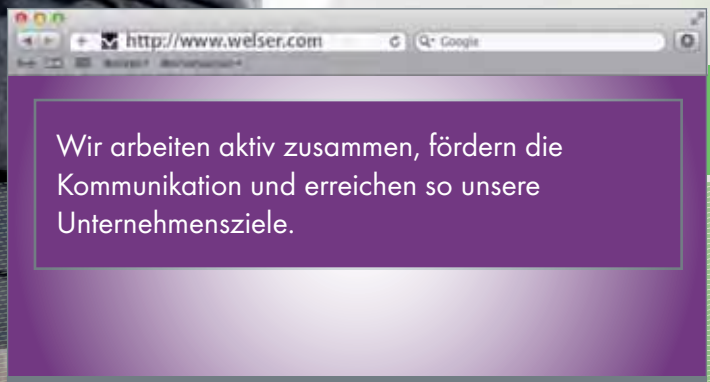 http://www.welser.com
Google
Wir arbeiten aktiv zusammen, fördern die
Kommunikation und erreichen so unsere
Unternehmensziele.